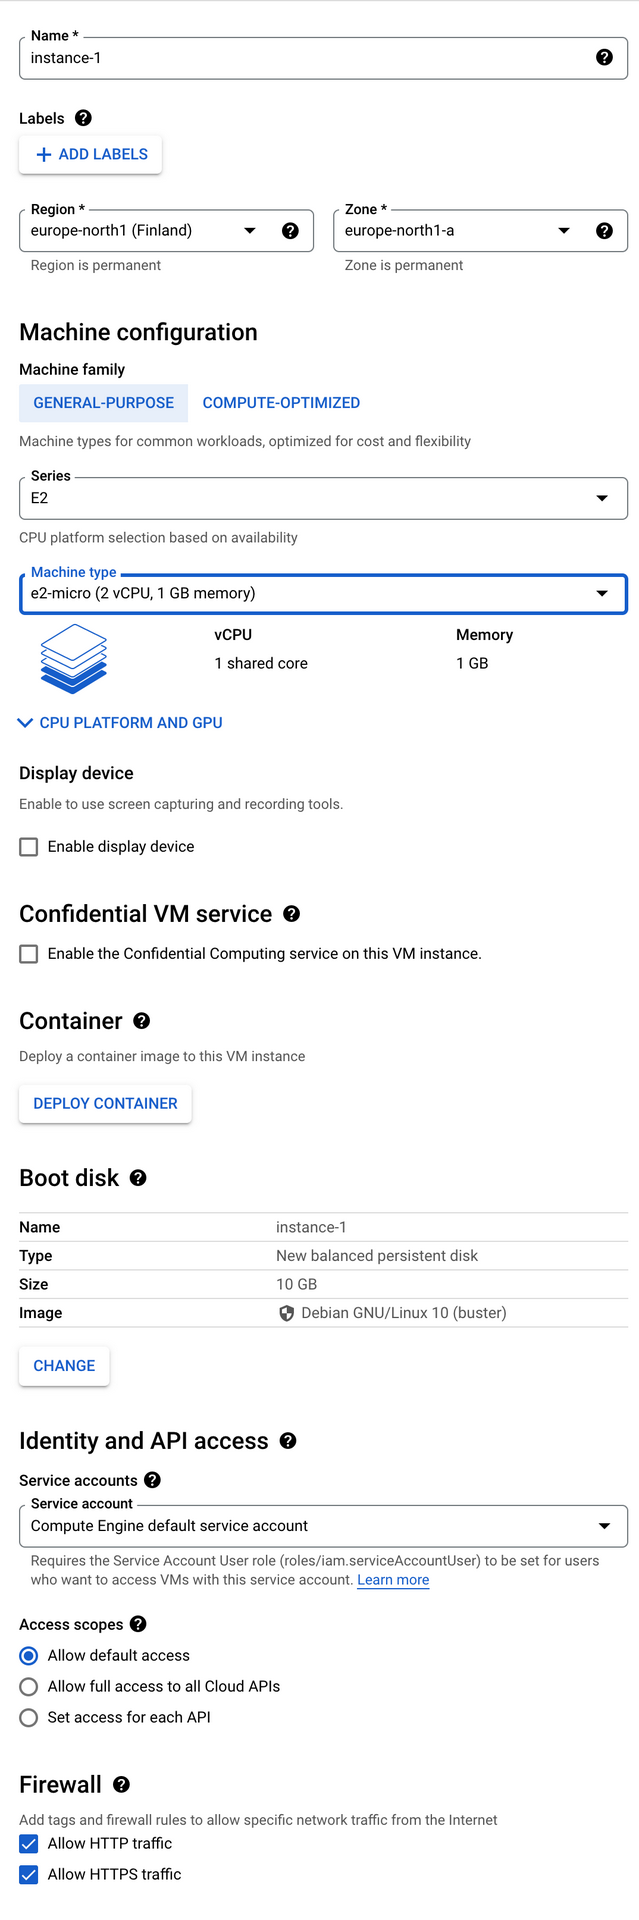 Name *
instance-1
Labels
ADD LABELS
Region *
europe-north1 (Finland)
Region is permanent
Zone *
europe-north1-a
Zone is permanent
Machine configuration
Machine family
GENERAL-PURPOSE COMPUTE-OPTIMIZED
Machine types for common workloads, optimized for cost and flexibility
Series
E2
CPU platform selection based on availability
Machine type
e2-micro (2 vCPU, 1 GB memory)
vCPU Memory
1 shared core 1 GB
CPU PLATFORM AND GPU
Display device
Enable to use screen capturing and recording tools.
Enable display device
Confidential VM service
Enable the Confidential Computing service on this VM instance.
Container
Deploy a container image to this VM instance
DEPLOY CONTAINER
Boot disk
Name instance-1
Type New balanced persistent disk
Size 10 GB
Image Debian GNU/Linux 10 (buster)
CHANGE
Identity and API access
Service accounts
Service account
Compute Engine default service account
Requires the Service Account User role (roles/iam.serviceAccountUser) to be set for users
who want to access VMs with this service account. Learn more
Access scopes
Allow default access
Allow full access to all Cloud APIs
Set access for each API
Firewall
Add tags and firewall rules to allow specific network traffic from the Internet
Allow HTTP traffic
Allow HTTPS traffic